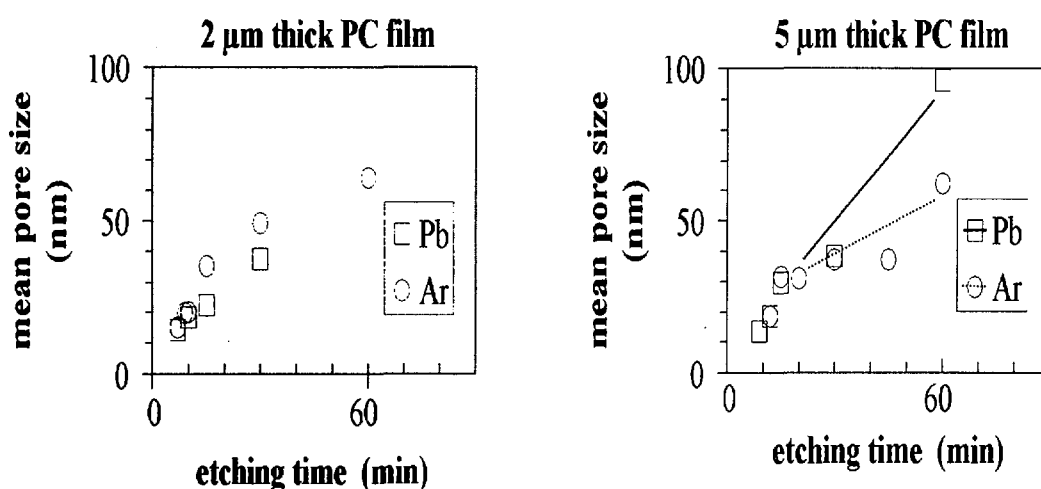 2 µm thick PC film
100
50
0
0
60
mean pore size
(nm)
etching time (min)
Pb
Ar
5 µm thick PC film
100
50
0
0
60
mean pore size
(nm)
etching time (min)
Pb
Ar